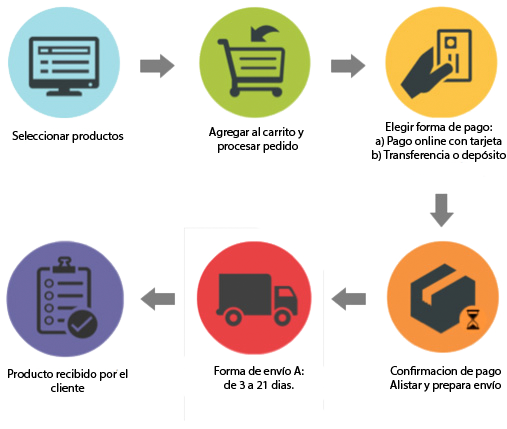 Seleccionar productos
Agregar al carrito y
procesar pedido
Elegir forma de pago:
a) Pago online con tarjeta
b) Transferencia o depósito
Confirmacion de pago
Alistar y prepara envío
Forma de envío A:
de 3 a 21 dias.
Producto recibido por el
cliente